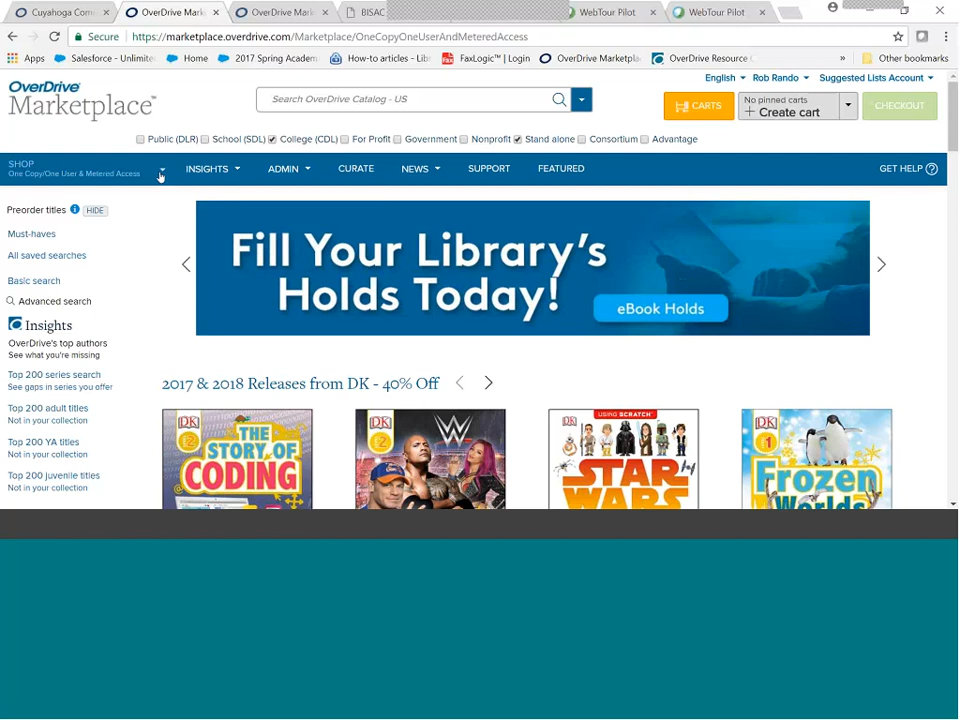 Cuyahoga Com
OverDrive Mark
OverDrive Mark
BISAC
WebTour Pilot
WebTour Pilot
Secure
https://marketplace.overdrive.com/Marketplace/OneCopyOneUserAndMeteredAccess
Apps
Salesforce - Unlimite
Home
2017 Spring Academ
How-to articles - Lib
Fax
FaxLogic™ | Login
OverDrive Marketpla
OverDrive Resource C
»
Other bookmarks
English
Rob Rando
Suggested Lists Account
OverDrive
Marketplace™
Search OverDrive Catalog - US
CARTS
No pinned carts
+ Create cart
CHECKOUT
Public (DLR)
School (SDL)
College (CDL)
For Profit
Government
Nonprofit
Stand alone
Consortium
Advantage
SHOP
One Copy/One User & Metered Access
INSIGHTS
ADMIN
CURATE
NEWS
SUPPORT
FEATURED
GET HELP ?
Preorder titles i HIDE
Must-haves
All saved searches
Basic search
Advanced search
Insights
OverDrive's top authors
See what you're missing
Top 200 series search
See gaps in series you offer
Top 200 adult titles
Not in your collection
Top 200 YA titles
Not in your collection
Top 200 juvenile titles
Not in your collection
Fill Your Library's
Holds Today!
eBook Holds
2017 & 2018 Releases from DK - 40% Off
DK
2
THE
STORY OF
CODING
DK
2
W
DK
USING SCRATCH™
STAR
WARS
DK
1
Frozen
Worlds